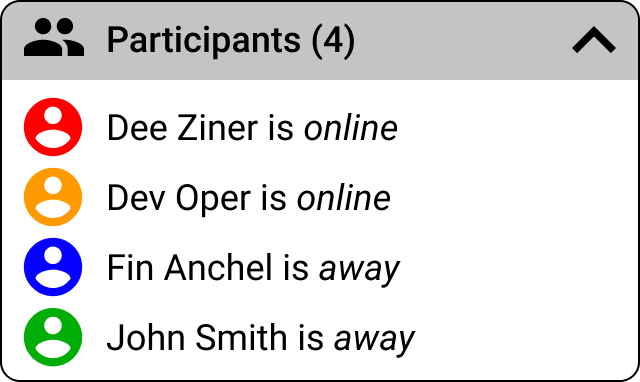 Participants (4)
Dee Ziner is online
Dev Oper is online
Fin Anchel is away
John Smith is away